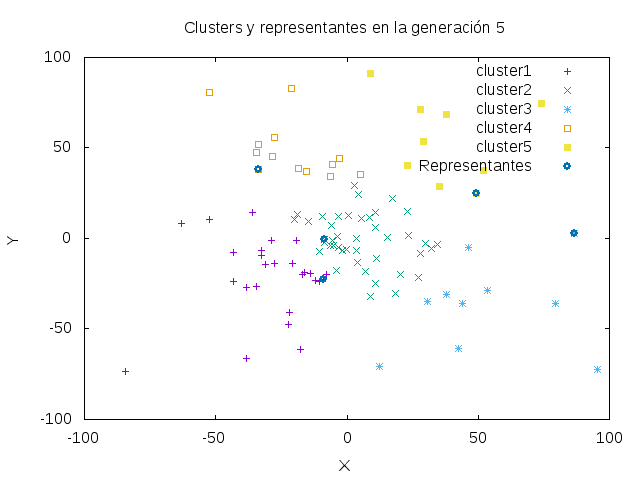 Clusters y representantes en la generación 5
100
50
0
-50
-100
-100
-50
0
50
100
X
Y
cluster1
cluster2
cluster3
cluster4
cluster5
Representantes